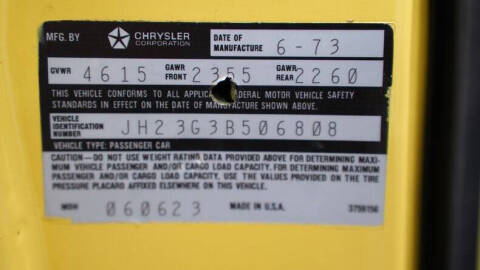 MFG. BY CHRYSLER CORPORATION DATE OF MANUFACTURE 6-73
GVWR 4615 GAWR FRONT 2355 GAWR REAR 2260
THIS VEHICLE CONFORMS TO ALL FEDERAL MOTOR VEHICLE SAFETY
STANDARDS IN EFFECT ON THE DATE OF MANUFACTURE SHOWN ABOVE.
VEHICLE IDENTIFICATION NUMBER JH23G3B506808
VEHICLE TYPE: PASSENGER CAR
CAUTION—DO NOT USE WEIGHT RATING DATA PROVIDED ABOVE FOR DETERMINING MAXI-
MUM VEHICLE PASSENGER AND/OR CARGO LOAD CAPACITY. FOR DETERMINING MAXIMUM
PASSENGER AND/OR CARGO LOAD CAPACITY, USE THE VALUES PROVIDED ON THE TIRE
PRESSURE PLACARD AFFIXED ELSEWHERE ON THIS VEHICLE.
MDH 060623 MADE IN U.S.A. 3756156